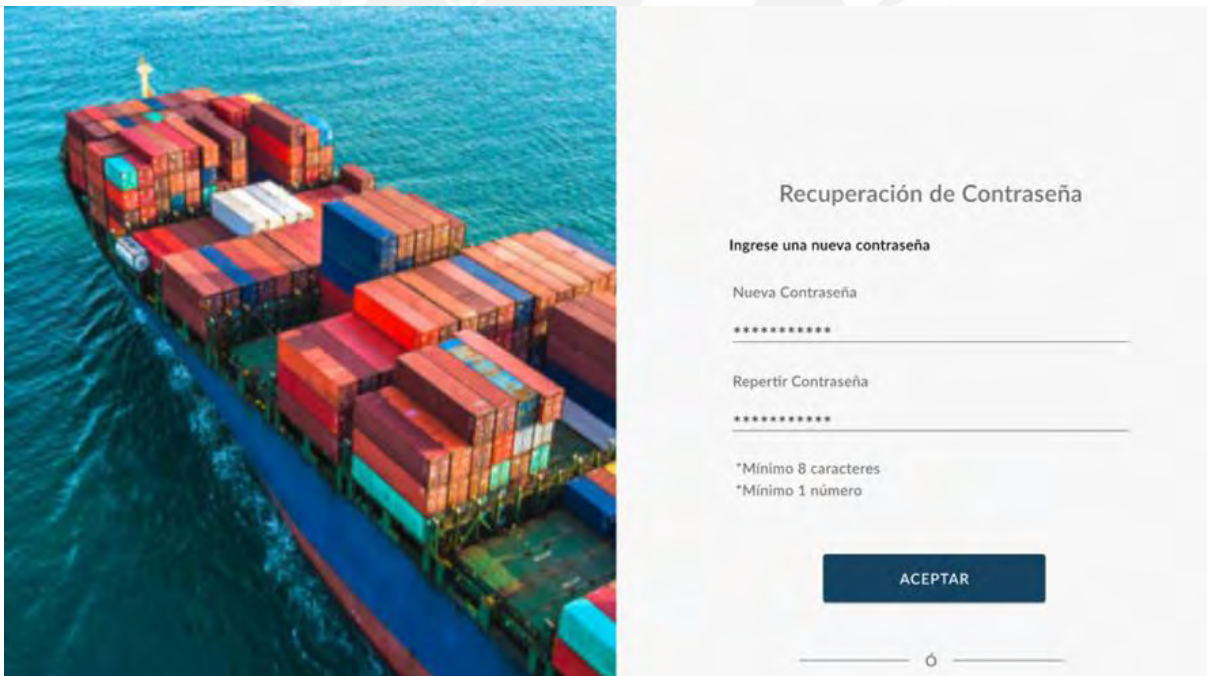 Recuperación de Contraseña
Ingrese una nueva contraseña
Nueva Contraseña
***********
Repertir Contraseña
***********
*Mínimo 8 caracteres
*Mínimo 1 número
ACEPTAR
Ó